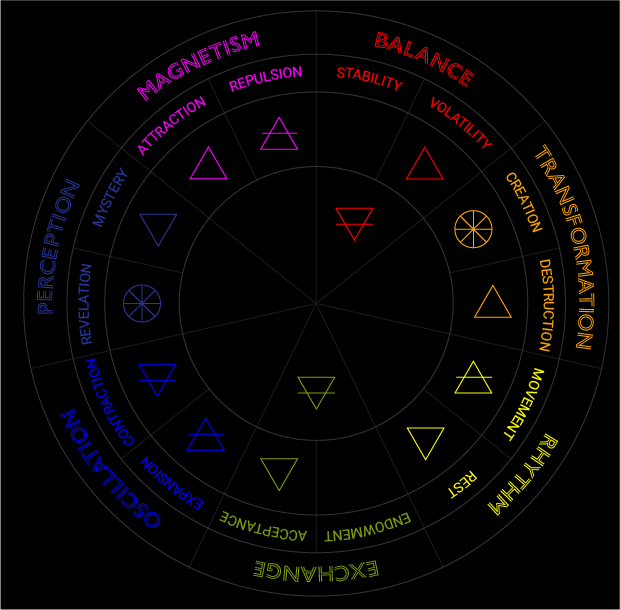 MAGNETISM
BALANCE
REPULSION
STABILITY
ATTRACTION
VOLATILITY
TRANSFORMATION
CREATION
DESTRUCTION
PERCEPTION
MYSTERY
REVELATION
MOVEMENT
RHYTHM
REST
CONTRACTION
OSCILLATION
EXPANSION
ACCEPTANCE
ENDOWMENT
EXCHANGE